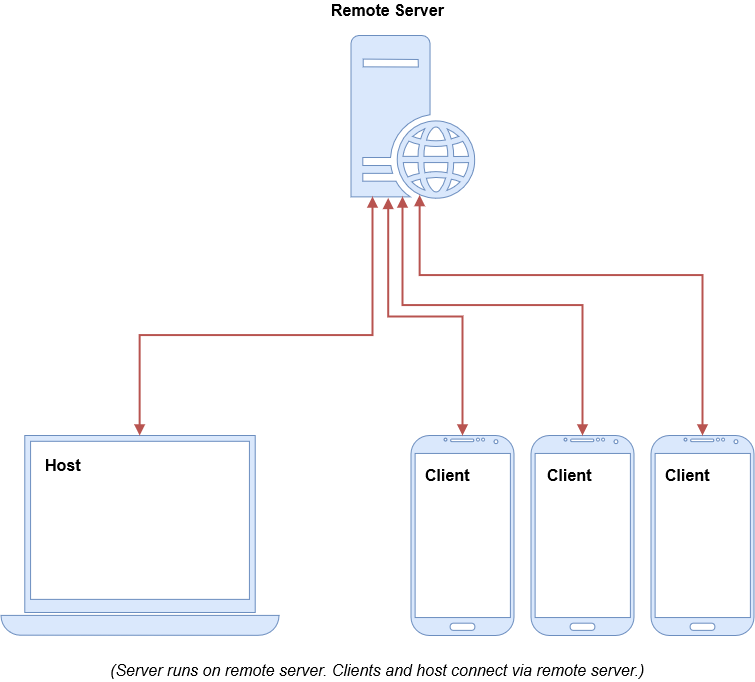 Remote Server
Host
Client
Client
Client
(Server runs on remote server. Clients and host connect via remote server.)